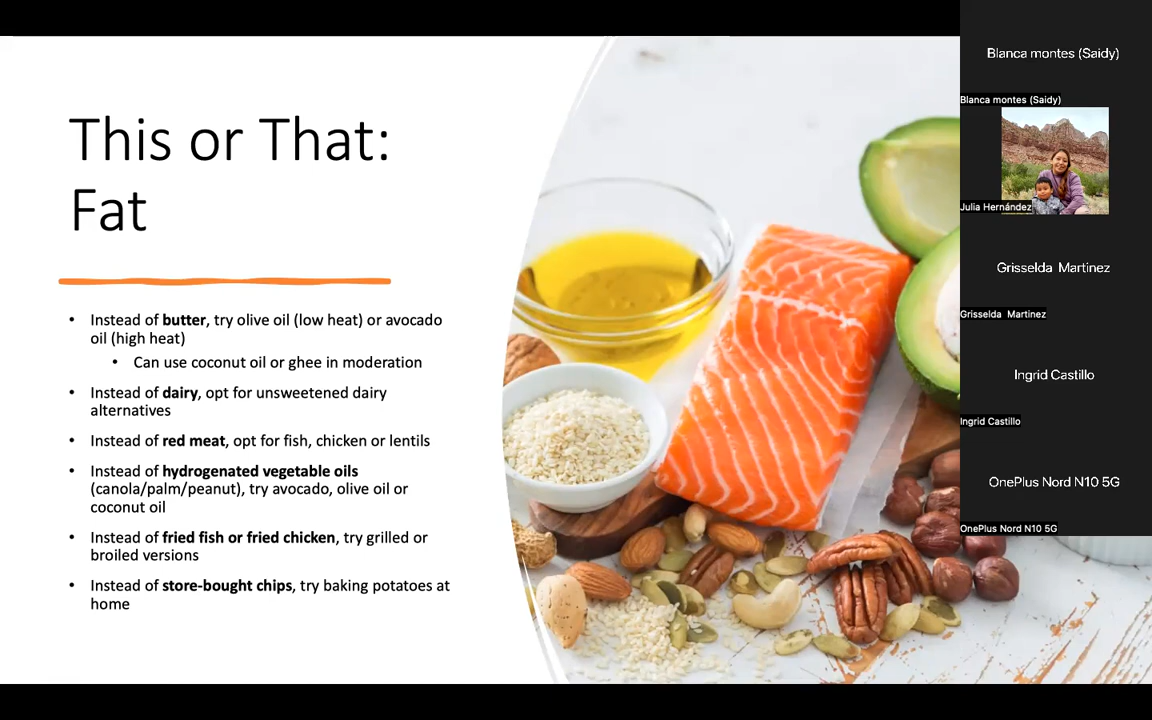 This or That:
Fat
• Instead of butter, try olive oil (low heat) or avocado
oil (high heat)
• Can use coconut oil or ghee in moderation
• Instead of dairy, opt for unsweetened dairy
alternatives
• Instead of red meat, opt for fish, chicken or lentils
• Instead of hydrogenated vegetable oils
(canola/palm/peanut), try avocado, olive oil or
coconut oil
• Instead of fried fish or fried chicken, try grilled or
broiled versions
• Instead of store-bought chips, try baking potatoes at
home
Blanca montes (Saidy)
Blanca montes (Saidy)
Julia Hernández
Grisselda Martinez
Grisselda Martinez
Ingrid Castillo
Ingrid Castillo
OnePlus Nord N10 5G
OnePlus Nord N10 5G